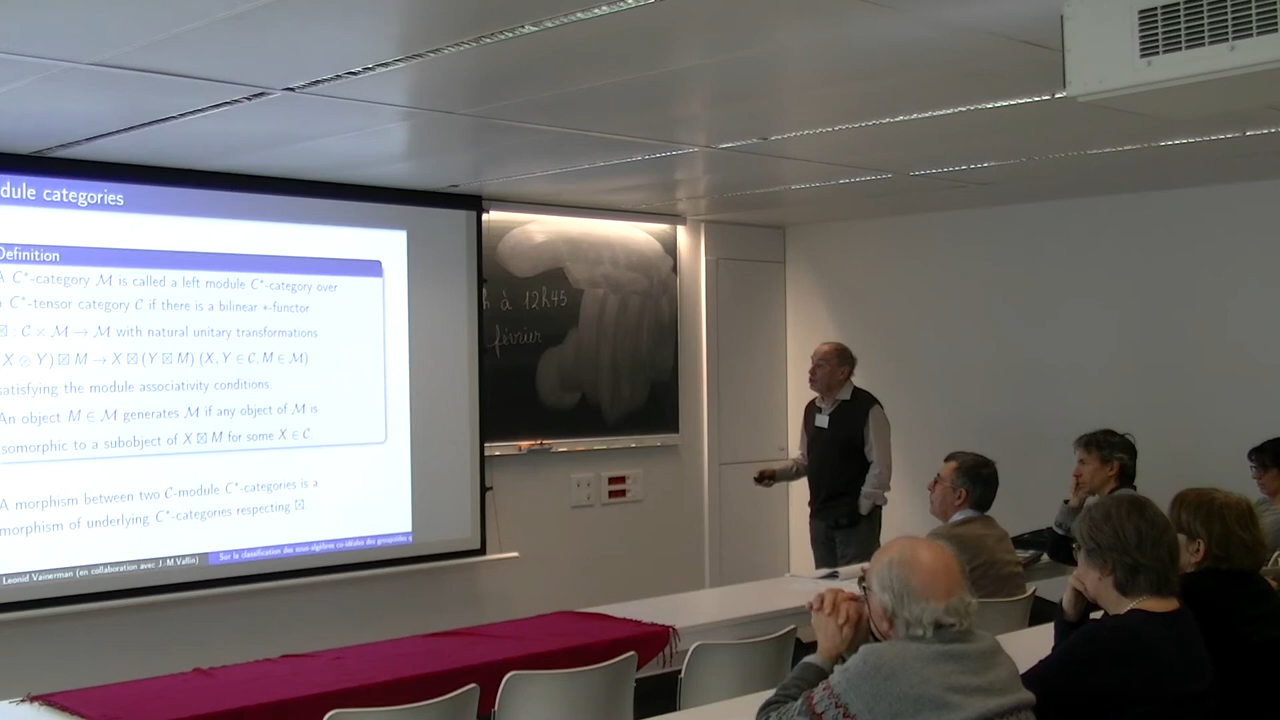 dule categories
Definition
A C*-category M is called a left module C*-category over
C*-tensor category C if there is a bilinear *-functor
⊠ : C × M → M with natural unitary transformations
X ⊗ Y) ⊠ M → X ⊠ (Y ⊠ M) (X, Y ∈ C, M ∈ M)
satisfying the module associativity conditions.
An object M ∈ M generates M if any object of M is
somorphic to a subobject of X ⊠ M for some X ∈ C.
A morphism between two C-module C*-categories is a
morphism of underlying C*-categories respecting ⊠.
Leonid Vainerman (en collaboration avec J.-M.Vallin)
Sur la classification des sous-algèbres co-idéales des groupoïdes q
h à 12h45
février